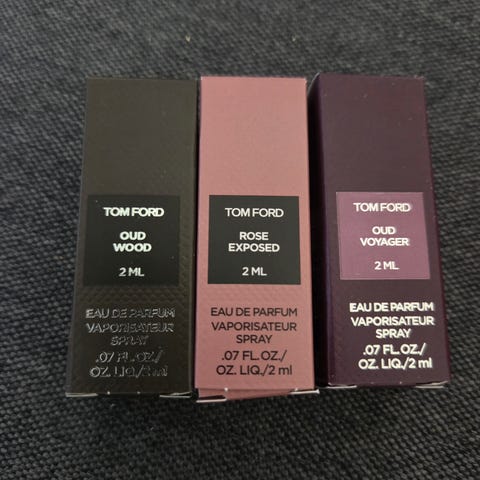 TOM FORD
OUD
WOOD
2 ML
EAU DE PARFUM
VAPORISATEUR
SPRAY
.07 FL.OZ./
OZ. LIQ./2 ml
TOM FORD
ROSE
EXPOSED
2 ML
EAU DE PARFUM
VAPORISATEUR
SPRAY
.07 FL.OZ./
OZ. LIQ./2 ml
TOM FORD
OUD
VOYAGER
2 ML
EAU DE PARFUM
VAPORISATEUR
SPRAY
.07 FL.OZ./
OZ. LIQ./2 ml